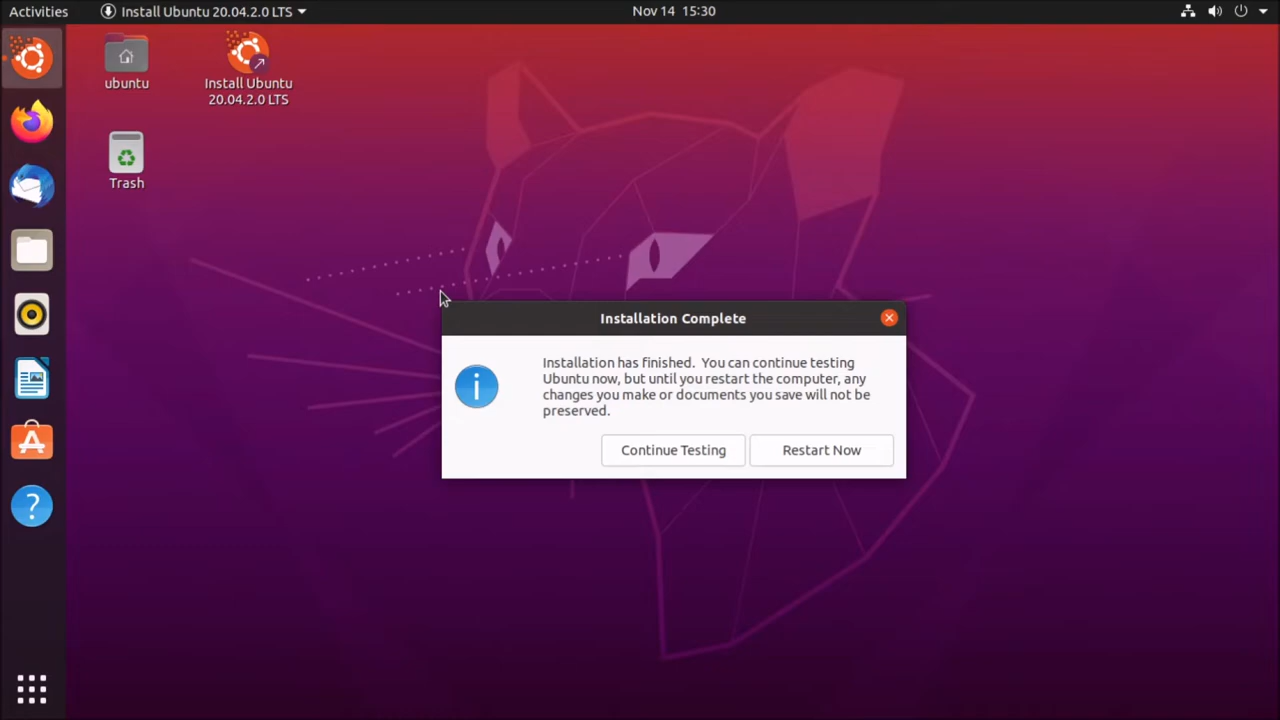 Activities
Install Ubuntu 20.04.2.0 LTS
Nov 14 15:30
ubuntu
Install Ubuntu
20.04.2.0 LTS
Trash
Installation Complete
Installation has finished. You can continue testing
Ubuntu now, but until you restart the computer, any
changes you make or documents you save will not be
preserved.
Continue Testing
Restart Now